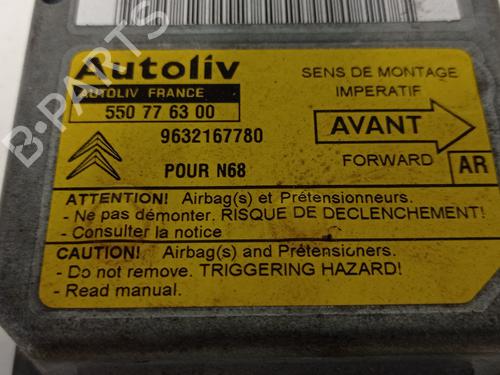 Autoliv
AUTOLIV FRANCE
550 77 63 00
9632167780
POUR N68
SENS DE MONTAGE
IMPERATIF
AVANT
FORWARD
AR
ATTENTION! Airbag(s) et Prétensionneurs.
- Ne pas démonter. RISQUE DE DECLENCHEMENT!
- Consulter la notice
CAUTION! Airbag(s) and Prétensioners.
- Do not remove. TRIGGERING HAZARD!
- Read manual.
B-PARTS